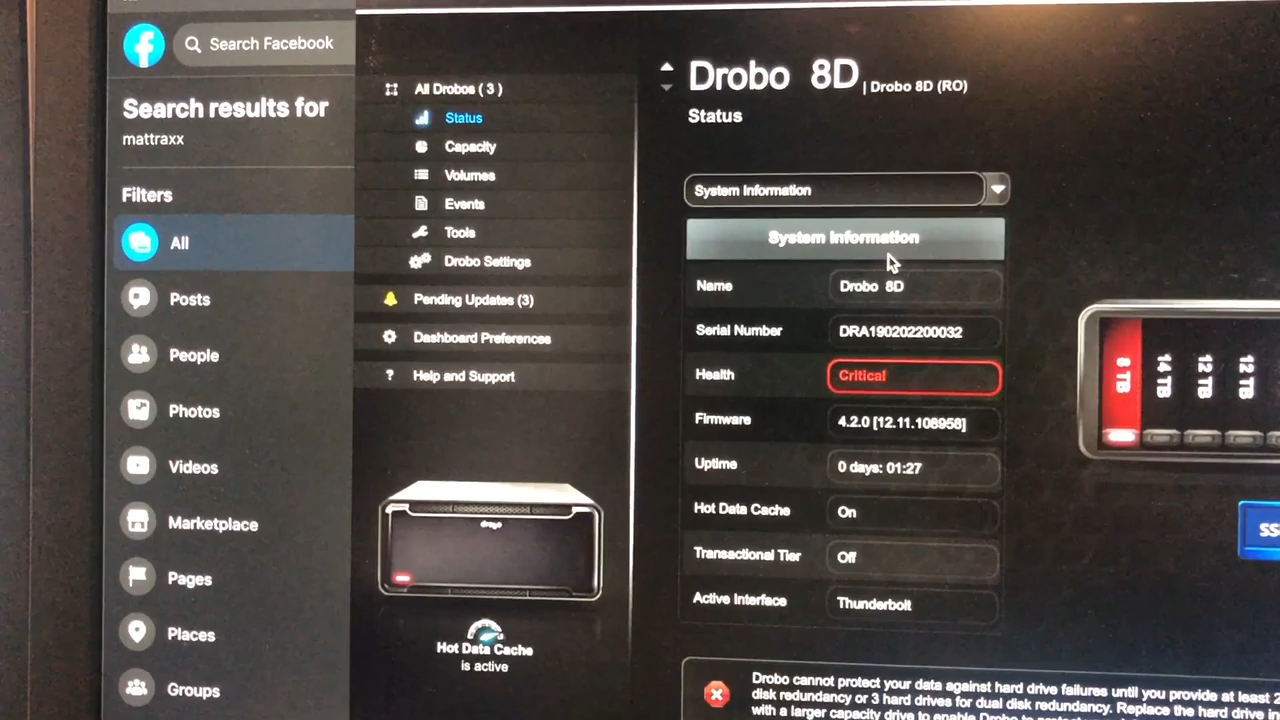 Search Facebook
Search results for
mattraxx
Filters
All
Posts
People
Photos
Videos
Marketplace
Pages
Places
Groups
All Drobos ( 3 )
Status
Capacity
Volumes
Events
Tools
Drobo Settings
Pending Updates (3)
Dashboard Preferences
? Help and Support
drobo
Hot Data Cache
is active
Drobo 8D | Drobo 8D (RO)
Status
System Information
System Information
Name Drobo 8D
Serial Number DRA190202200032
Health Critical
Firmware 4.2.0 [12.11.108958]
Uptime 0 days: 01:27
Hot Data Cache On
Transactional Tier Off
Active Interface Thunderbolt
8 TB
14 TB
12 TB
12 TB
SS
Drobo cannot protect your data against hard drive failures until you provide at least 2
disk redundancy or 3 hard drives for dual disk redundancy. Replace the hard drive in
with a larger capacity drive to enable Drobo to